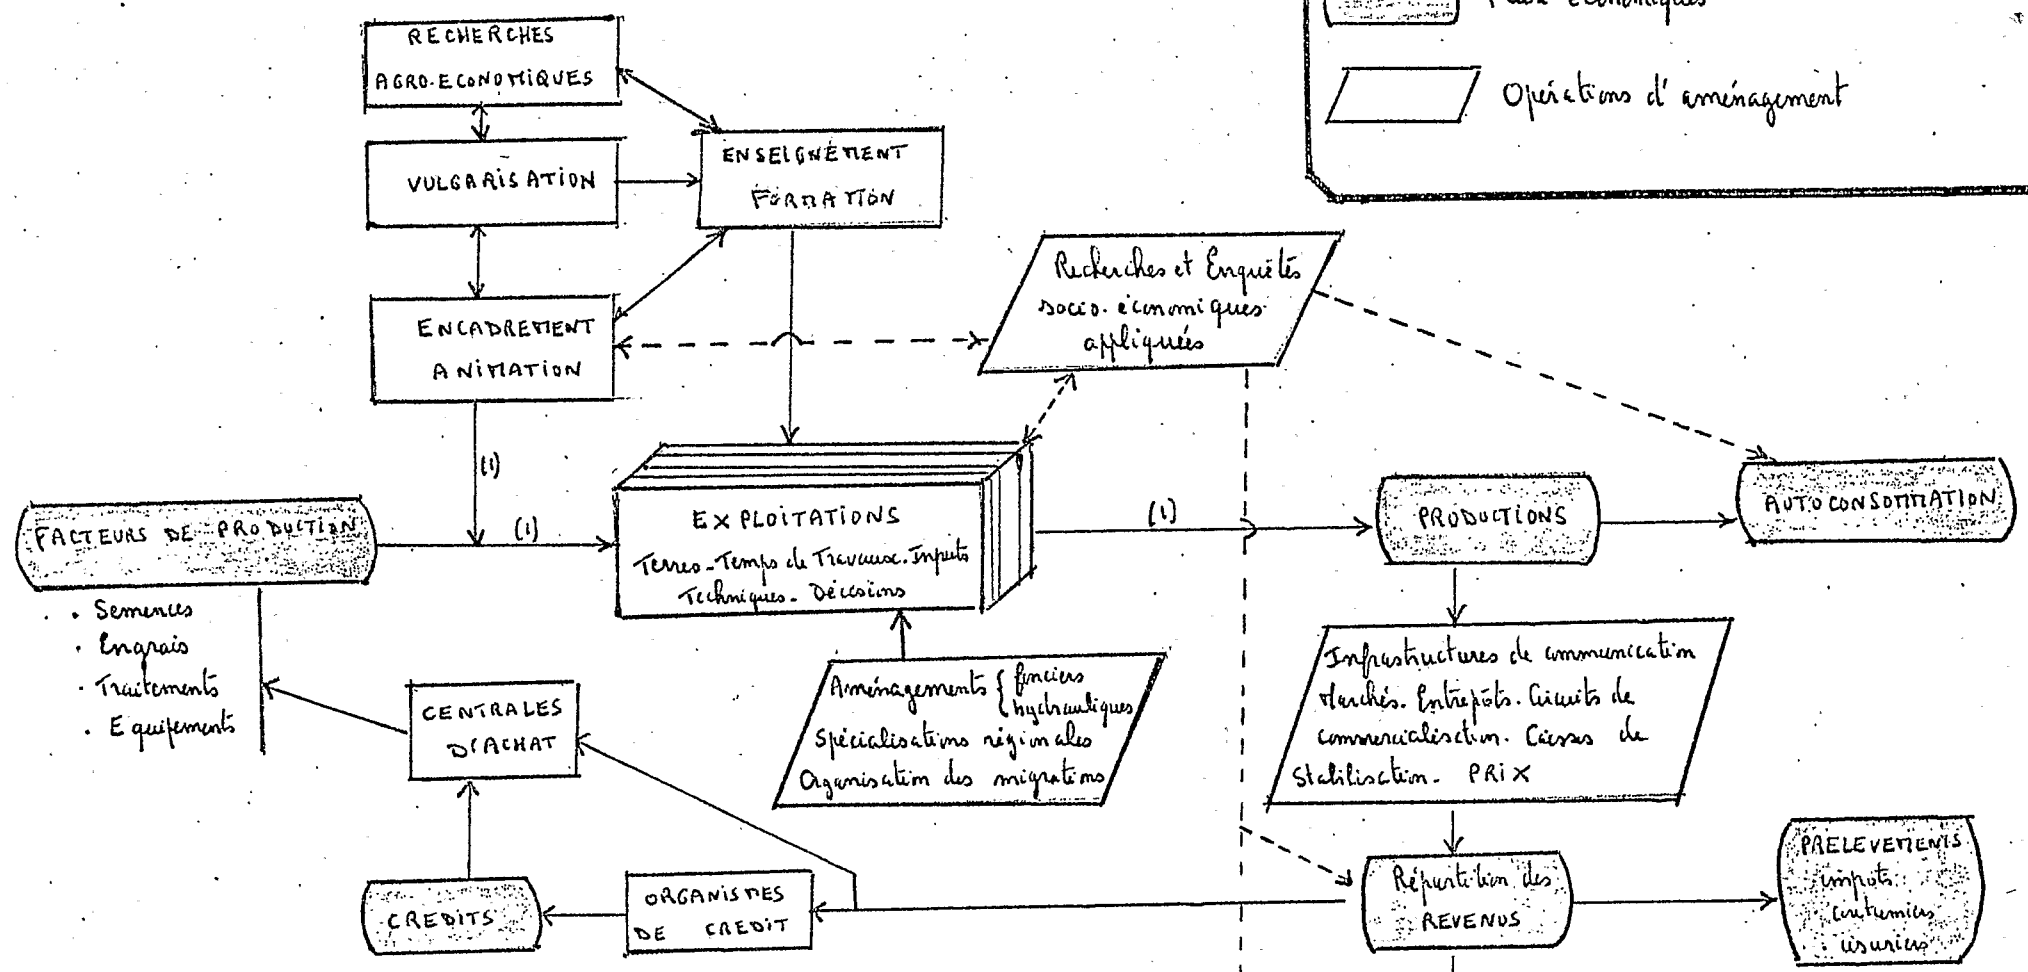 RECHERCHES
AGRO-ECONOMIQUES
économiques
Opérations d'aménagement
VULGARISATION
ENSEIGNEMENT
FORMATION
ENCADREMENT
ANIMATION
Recherches et Enquêtés
socio-économiques
appliquées
(1)
FACTEURS DE PRODUCTION
(1)
EXPLOITATIONS
Terres - Temps de Travaux - Inputs
Techniques - Décisions
(1)
PRODUCTIONS
AUTOCONSOMMATION
. Semences
. Engrais
. Traitements
. Equipements
CENTRALES
D'ACHAT
Aménagements { fonciers
hydrauliques
Spécialisations régionales
Organisation des migrations
Infrastructures de communication
Marchés. Entrepôts. Circuits de
commercialisation. Caisses de
Stabilisation - PRIX
CREDITS
ORGANISMES
DE CREDIT
Répartition des
REVENUS
PRELEVEMENTS
impots
coutumiers
. usuriers